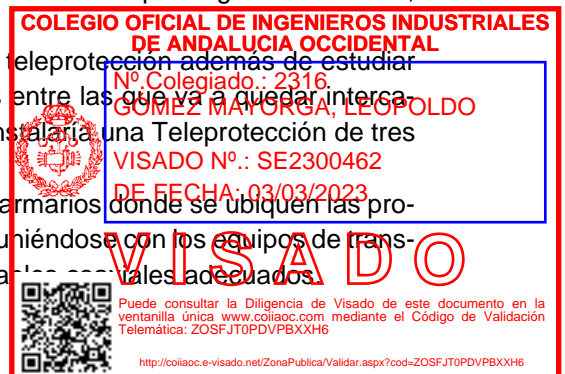 COLEGIO OFICIAL DE INGENIEROS INDUSTRIALES
DE ANDALUCIA OCCIDENTAL
teleprotección además de estudiar
Nº.Colegiado.: 2316
entre las que va a quedar interca-
GOMEZ MAYORGA, LEOPOLDO
una Teleprotección de tres
VISADO Nº.: SE2300462
DE FECHA: 03/03/2023
armarios donde se ubiquen las pro-
uniéndose con los equipos de trans-
VISADO
coaxiales adecuados.
Puede consultar la Diligencia de Visado de este documento en la
ventanilla única www.coiiaoc.com mediante el Código de Validación
Telemática: ZOSFJT0PDVPBXXH6
http://coiiaoc.e-visado.net/ZonaPublica/Validar.aspx?cod=ZOSFJT0PDVPBXXH6